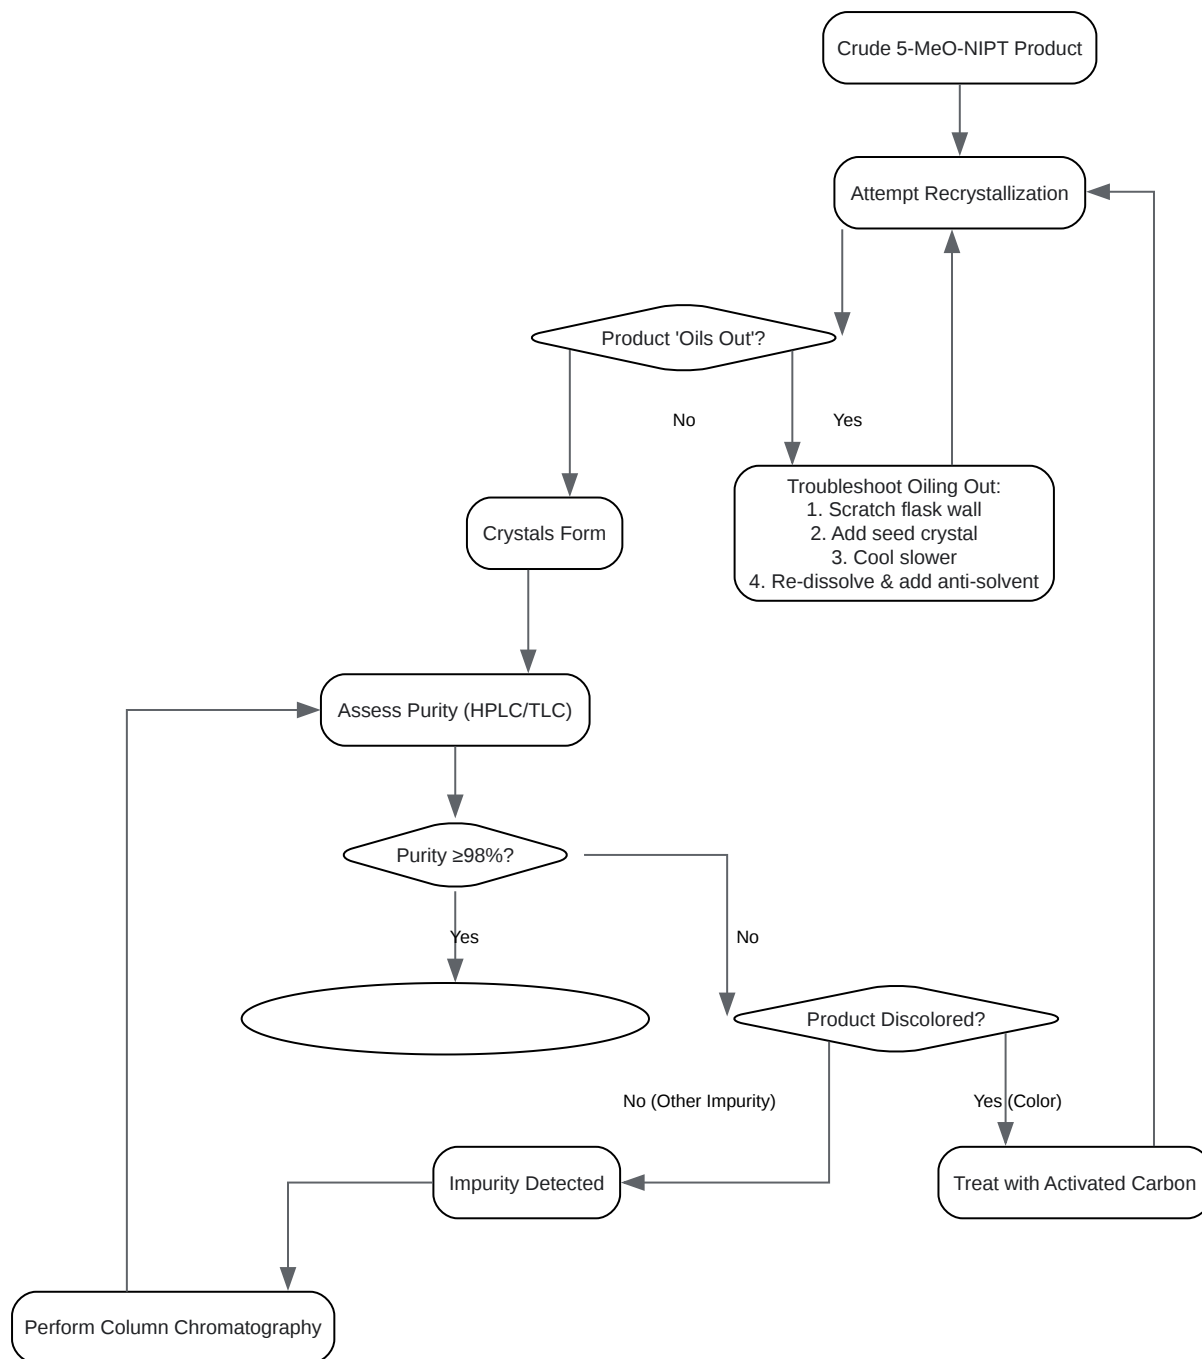 Crude 5-MeO-NIPT Product
Attempt Recrystallization
Product 'Oils Out'?
No
Yes
Troubleshoot Oiling Out:
1. Scratch flask wall
2. Add seed crystal
3. Cool slower
4. Re-dissolve & add anti-solvent
Crystals Form
Assess Purity (HPLC/TLC)
Purity ≥98%?
Yes
No
Product Discolored?
No (Other Impurity)
Yes (Color)
Impurity Detected
Treat with Activated Carbon
Perform Column Chromatography